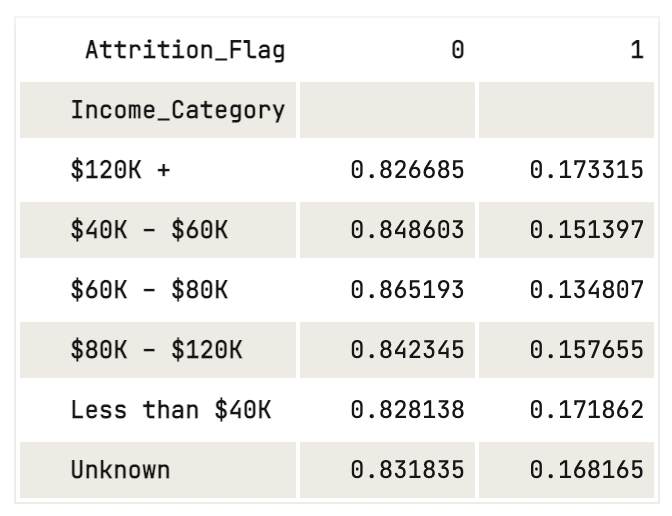 Attrition_Flag 0 1
Income_Category
$120K + 0.826685 0.173315
$40K - $60K 0.848603 0.151397
$60K - $80K 0.865193 0.134807
$80K - $120K 0.842345 0.157655
Less than $40K 0.828138 0.171862
Unknown 0.831835 0.168165